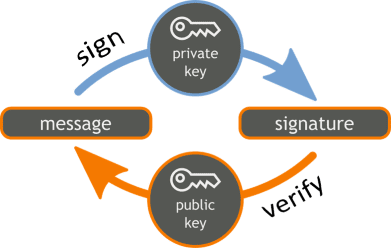 sign
private
key
message
signature
public
key
verify